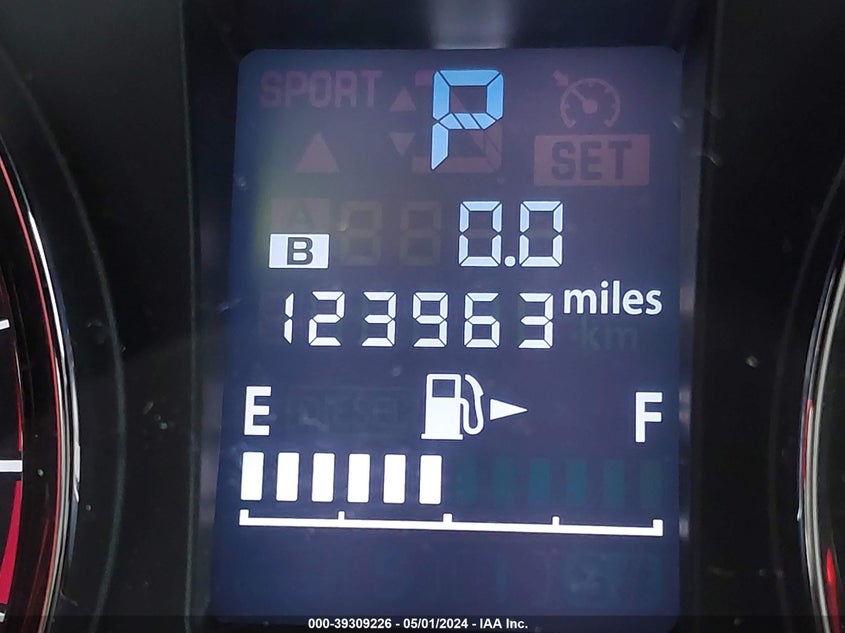 SPORT
P
SET
A
B 0.0
123963 miles
km
E F
000-39309226 - 05/01/2024 - IAA Inc.